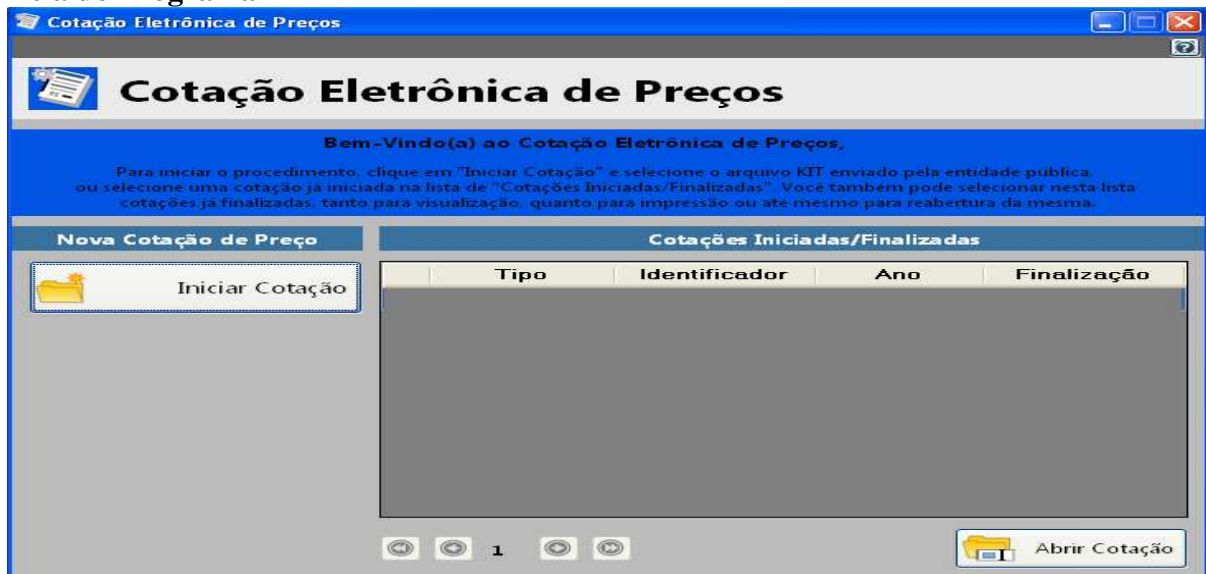 Cotação Eletrônica de Preços
Cotação Eletrônica de Preços
Bem-Vindo(a) ao Cotação Eletrônica de Preços,
Para iniciar o procedimento, clique em "Iniciar Cotação" e selecione o arquivo KIT enviado pela entidade pública,
ou selecione uma cotação já iniciada na lista de "Cotações Iniciadas/Finalizadas". Você também pode selecionar nesta lista
cotações já finalizadas, tanto para visualização, quanto para impressão ou até mesmo para reabertura da mesma.
Nova Cotação de Preço
Cotações Iniciadas/Finalizadas
Iniciar Cotação
Tipo Identificador Ano Finalização
1
Abrir Cotação